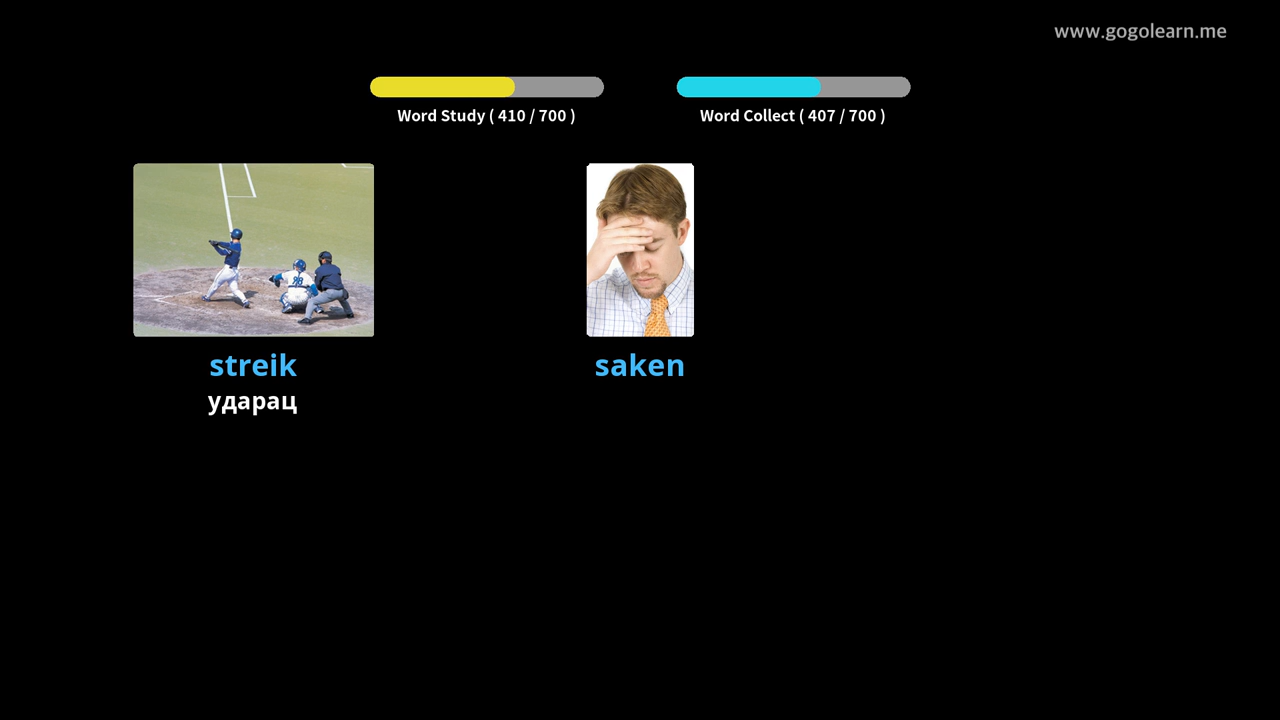 www.gogolearn.me
Word Study ( 410 / 700 )
Word Collect ( 407 / 700 )
streik
saken
ударац